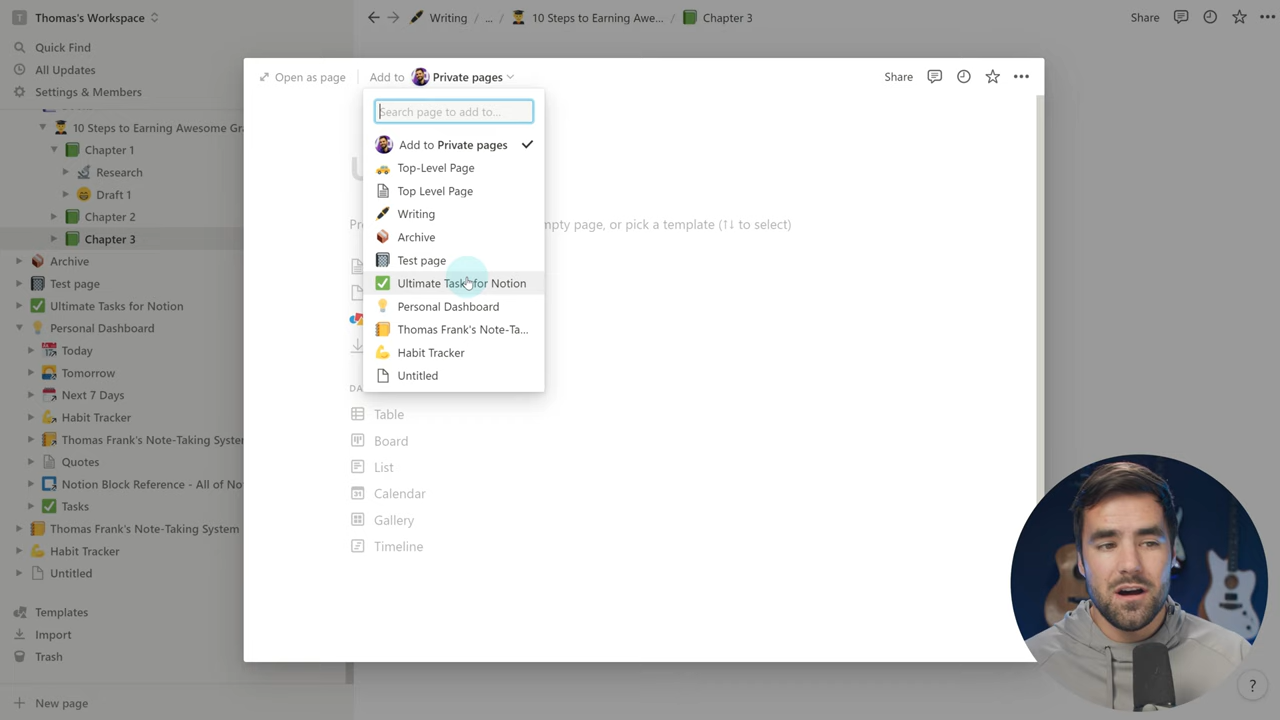 T Thomas's Workspace
Quick Find
All Updates
Settings & Members
10 Steps to Earning Awesome Gra
Chapter 1
Research
Draft 1
Chapter 2
Chapter 3
Archive
Test page
Ultimate Tasks for Notion
Personal Dashboard
Today
Tomorrow
Next 7 Days
Habit Tracker
Thomas Frank's Note-Taking System
Quotes
Notion Block Reference - All of No
Tasks
Thomas Frank's Note-Taking System
Habit Tracker
Untitled
Templates
Import
Trash
New page
Writing / ... / 10 Steps to Earning Awe... / Chapter 3
Share
Open as page
Add to Private pages
Share
Search page to add to...
Add to Private pages
Top-Level Page
Top Level Page
Writing
Archive
Test page
Ultimate Tasks for Notion
Personal Dashboard
Thomas Frank's Note-Ta...
Habit Tracker
Untitled
empty page, or pick a template (↑↓ to select)
Table
Board
List
Calendar
Gallery
Timeline
?